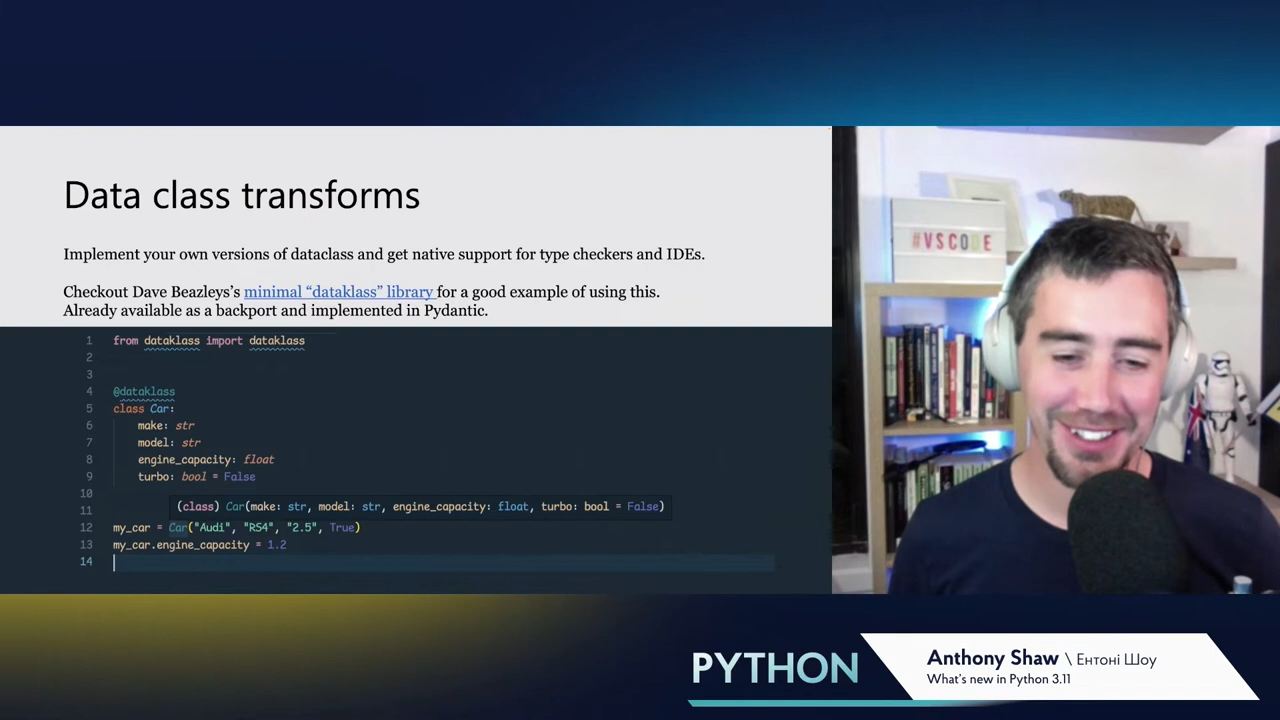 Data class transforms
Implement your own versions of dataclass and get native support for type checkers and IDEs.
Checkout Dave Beazleys's minimal “dataklass” library for a good example of using this.
Already available as a backport and implemented in Pydantic.
1 from dataklass import dataklass
2
3
4 @dataklass
5 class Car:
6 make: str
7 model: str
8 engine_capacity: float
9 turbo: bool = False
10
(class) Car(make: str, model: str, engine_capacity: float, turbo: bool = False)
11
12 my_car = Car("Audi", "RS4", "2.5", True)
13 my_car.engine_capacity = 1.2
14
#VSCODE
PYTHON
Anthony Shaw \ Ентоні Шоу
What's new in Python 3.11